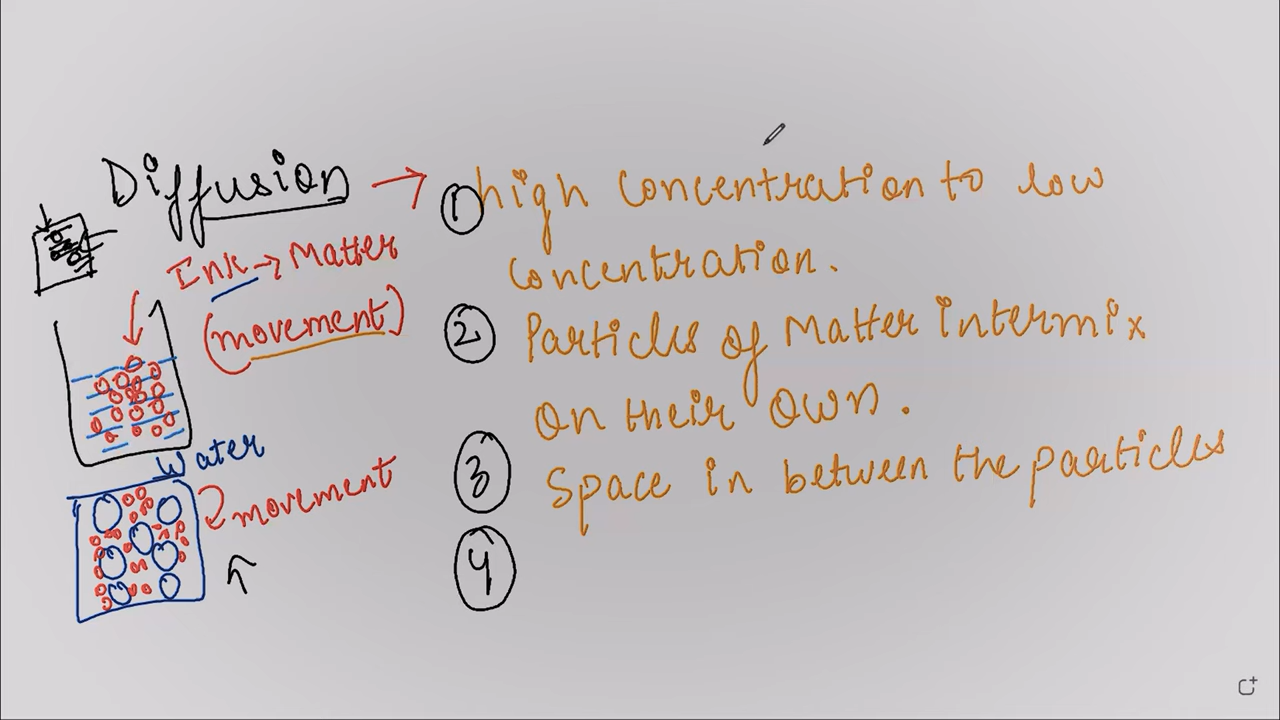 Diffusion →
Ink → Matter
(movement)
Water
movement
① high concentration to low
concentration.
② Particles of Matter intermix
on their own.
③ Space in between the particles
④